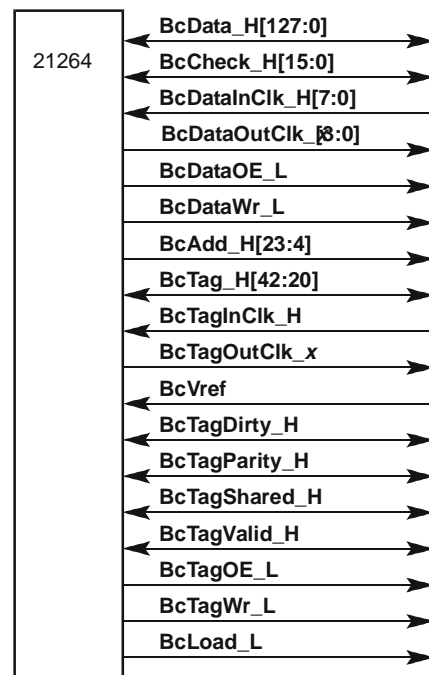 BcData_H[127:0]
21264
BcCheck_H[15:0]
BcDataInClk_H[7:0]
BcDataOutClk_x[3:0]
BcDataOE_L
BcDataWr_L
BcAdd_H[23:4]
BcTag_H[42:20]
BcTagInClk_H
BcTagOutClk_x
BcVref
BcTagDirty_H
BcTagParity_H
BcTagShared_H
BcTagValid_H
BcTagOE_L
BcTagWr_L
BcLoad_L